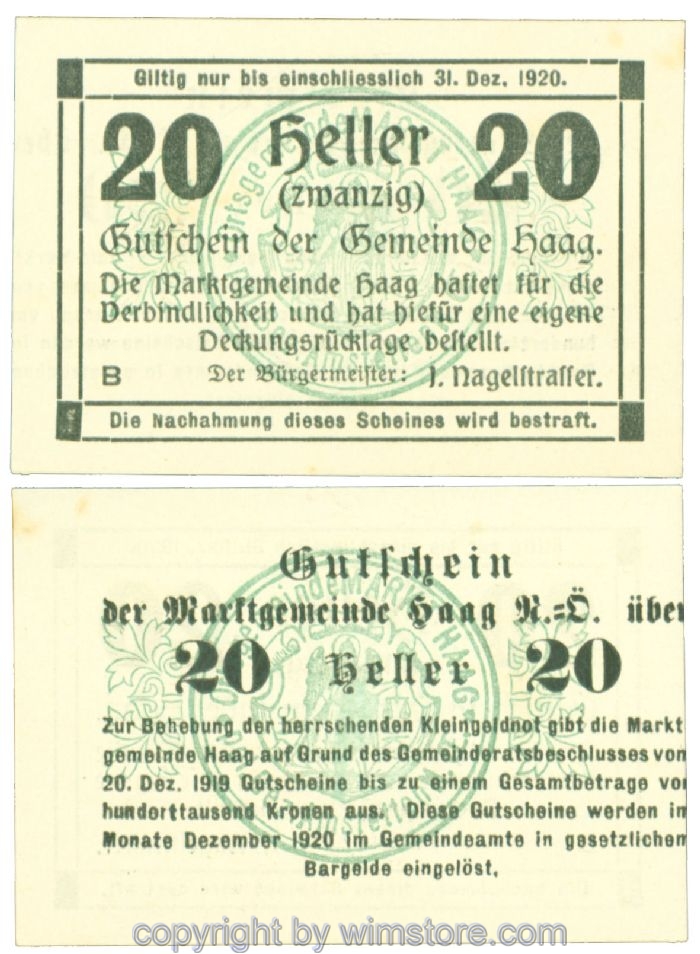 Giltig nur bis einschliesslich 31. Dez. 1920.
20 Heller 20
(zwanzig)
Gutschein der Gemeinde Haag.
Die Marktgemeinde Haag haftet für die
Verbindlichkeit und hat hiefür eine eigene
Deckungsrücklage bestellt.
B Der Bürgermeister: J. Nagelstrasser.
Die Nachahmung dieses Scheines wird bestraft.
Gutschein
der Marktgemeinde Haag N.=Ö. über
20 Heller 20
Zur Behebung der herrschenden Kleingeldnot gibt die Markt
gemeinde Haag auf Grund des Gemeinderatsbeschlusses von
20. Dez. 1919 Gutscheine bis zu einem Gesamtbetrage vo
hunderttausend Kronen aus. Diese Gutscheine werden in
Monate Dezember 1920 im Gemeindeamte in gesetzlichem
Bargelde eingelöst.
copyright by wimstore.com